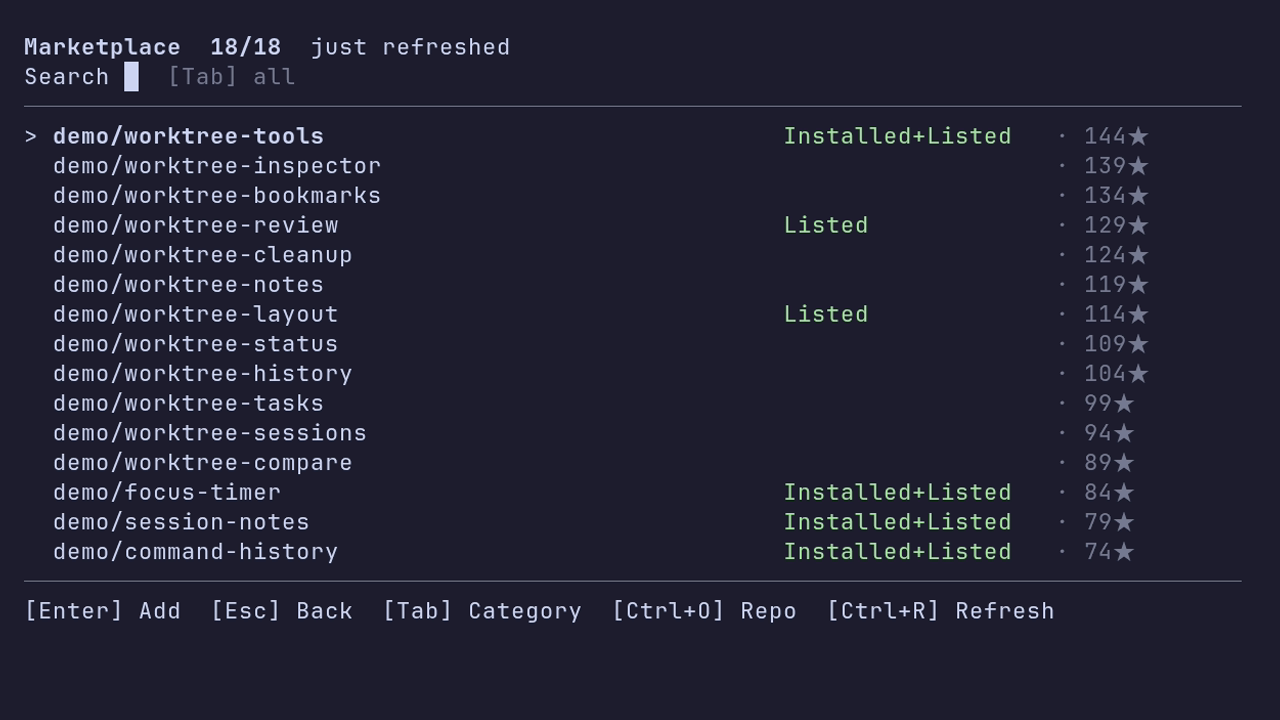 Marketplace  18/18  just refreshed
Search  [Tab] all
> demo/worktree-tools  Installed+Listed  · 144★
demo/worktree-inspector  · 139★
demo/worktree-bookmarks  · 134★
demo/worktree-review  Listed  · 129★
demo/worktree-cleanup  · 124★
demo/worktree-notes  · 119★
demo/worktree-layout  Listed  · 114★
demo/worktree-status  · 109★
demo/worktree-history  · 104★
demo/worktree-tasks  · 99★
demo/worktree-sessions  · 94★
demo/worktree-compare  · 89★
demo/focus-timer  Installed+Listed  · 84★
demo/session-notes  Installed+Listed  · 79★
demo/command-history  Installed+Listed  · 74★
[Enter] Add  [Esc] Back  [Tab] Category  [Ctrl+O] Repo  [Ctrl+R] Refresh